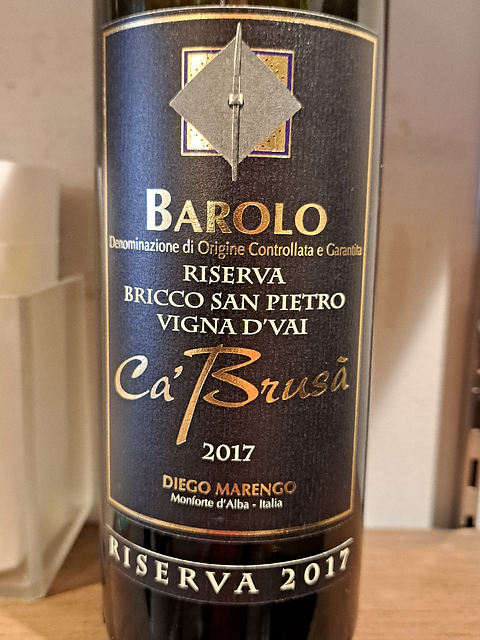 BAROLO
Denominazione di Origine Controllata e Garantita
RISERVA
BRICCO SAN PIETRO
VIGNA D'VAI
Ca' Brusà
2017
DIEGO MARENGO
Monforte d'Alba - Italia
RISERVA 2017